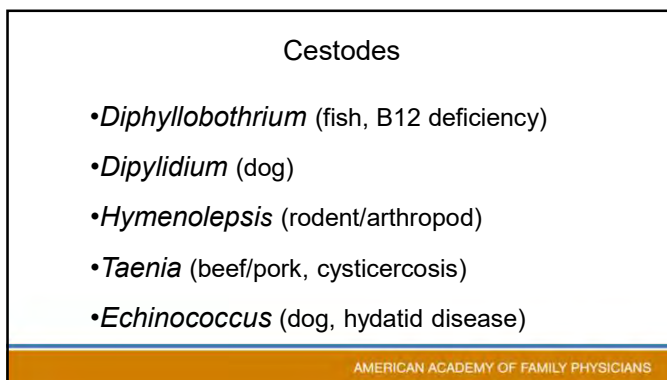 Cestodes
•Diphyllobothrium (fish, B12 deficiency)
•Dipylidium (dog)
•Hymenolepsis (rodent/arthropod)
•Taenia (beef/pork, cysticercosis)
•Echinococcus (dog, hydatid disease)
AMERICAN ACADEMY OF FAMILY PHYSICIANS